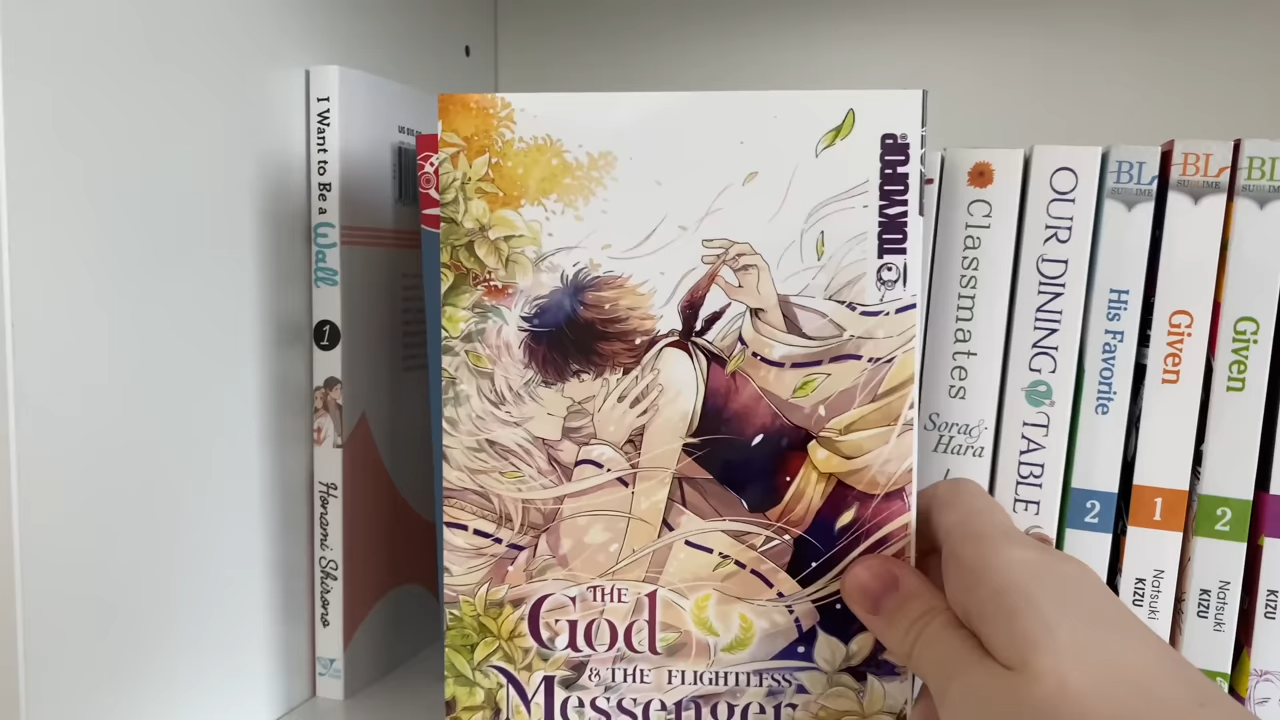 I Want to Be a Wall
1
Honami Shirono
TOKYOPOP®
THE
God
& THE FLIGHTLESS
Messenger
Classmates
Sora &
Hara
OUR DINING TABLE
BL
SUBLIME
His Favorite
2
BL
SUBLIME
Given
1
Natsuki
KIZU
BL
SUBLIME
Given
2
Natsuki
KIZU
KIZU